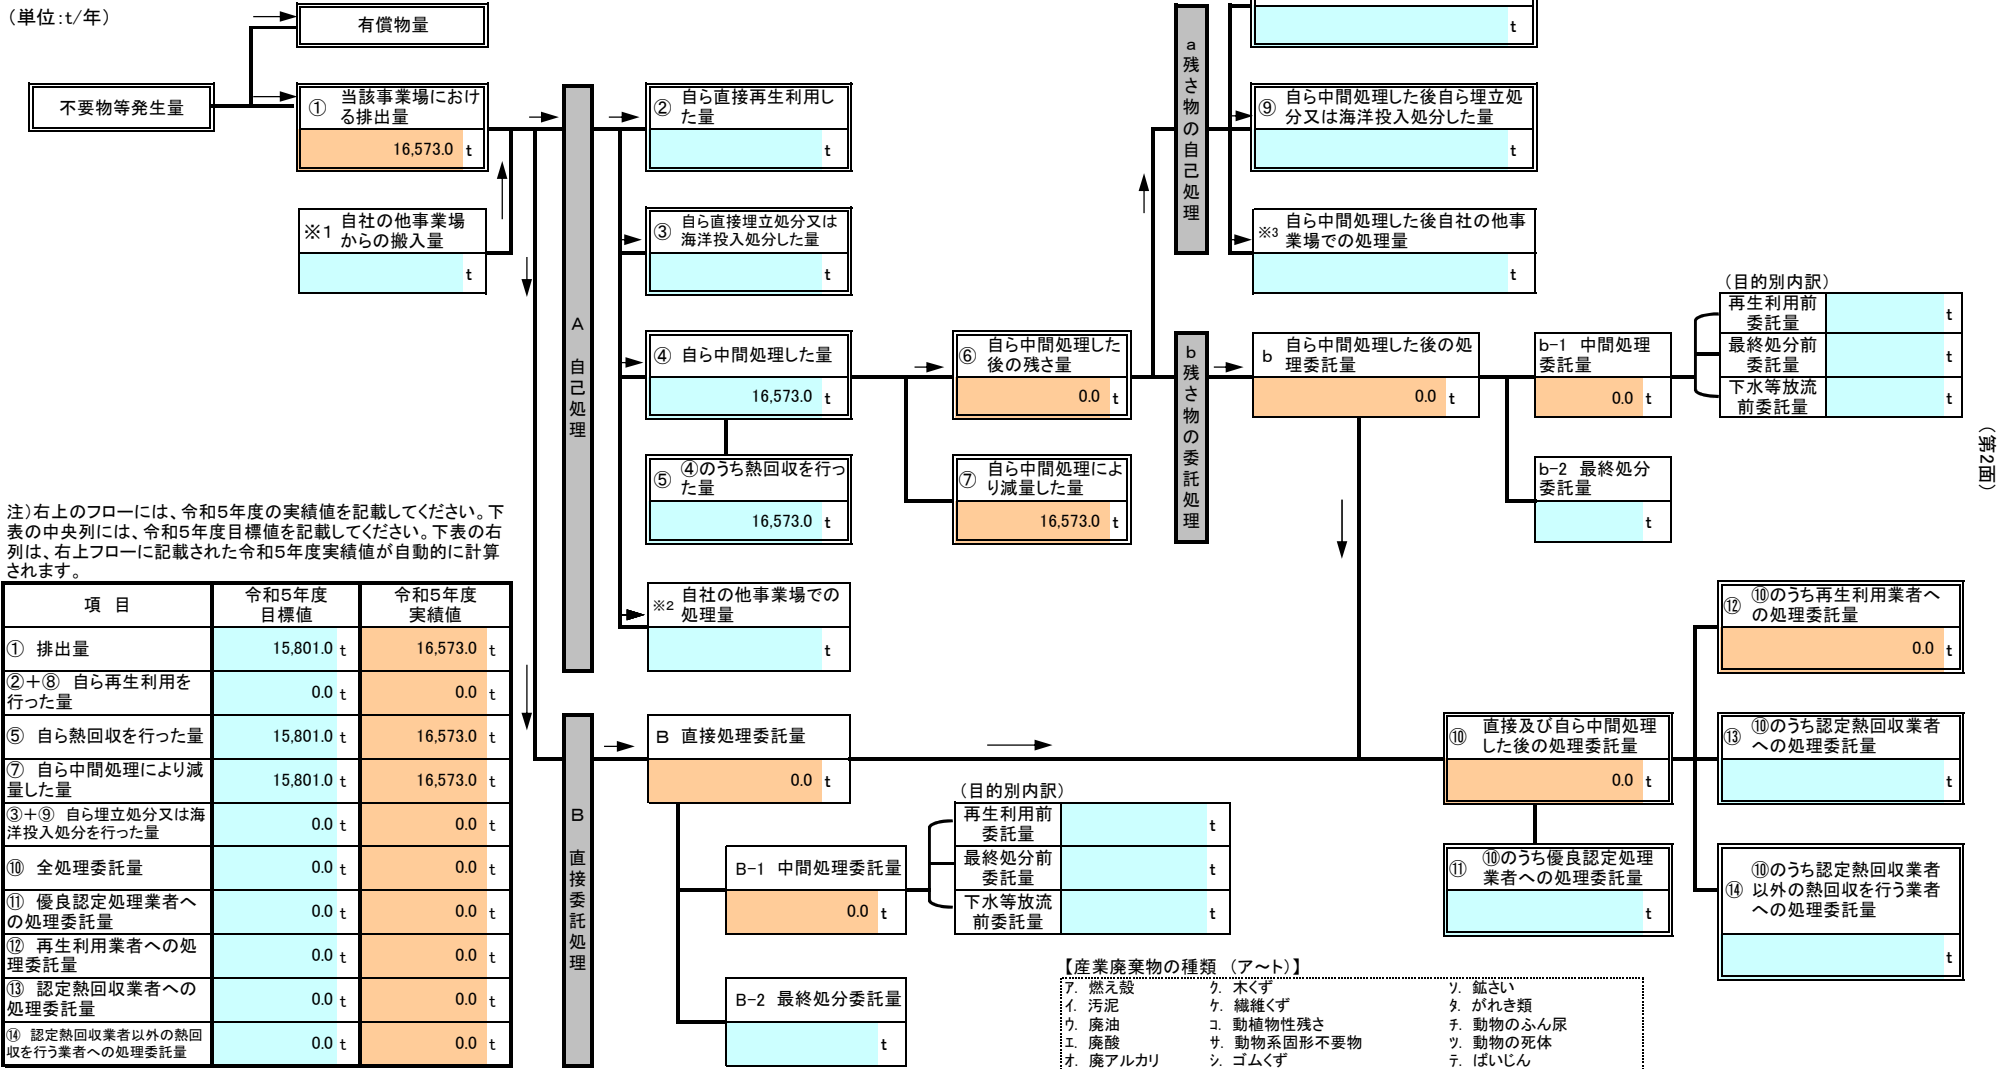 （単位：t/年）
有償物量
不要物等発生量
① 当該事業場におけ
る排出量
16,573.0 t
※1 自社の他事業場
からの搬入量
t
A 自己処理
② 自ら直接再生利用し
た量
t
③ 自ら直接埋立処分又は
海洋投入処分した量
t
④ 自ら中間処理した量
16,573.0 t
⑤ ④のうち熱回収を行っ
た量
16,573.0 t
※2 自社の他事業場での
処理量
t
⑥ 自ら中間処理した
後の残さ量
0.0 t
⑦ 自ら中間処理によ
り減量した量
16,573.0 t
a残さ物の自己処理
t
⑨ 自ら中間処理した後自ら埋立処
分又は海洋投入処分した量
t
※3 自ら中間処理した後自社の他事
業場での処理量
t
b残さ物の委託処理
b 自ら中間処理した後の処
理委託量
0.0 t
b-1 中間処理
委託量
0.0 t
b-2 最終処分
委託量
t
（目的別内訳）
再生利用前
委託量
t
最終処分前
委託量
t
下水等放流
前委託量
t
（第2面）
注）右上のフローには、令和５年度の実績値を記載してください。下
表の中央列には、令和５年度目標値を記載してください。下表の右
列は、右上フローに記載された令和５年度実績値が自動的に計算
されます。
項 目 令和５年度
目標値 令和５年度
実績値
① 排出量 15,801.0 t 16,573.0 t
②＋⑧ 自ら再生利用を
行った量 0.0 t 0.0 t
⑤ 自ら熱回収を行った量 15,801.0 t 16,573.0 t
⑦ 自ら中間処理により減
量した量 15,801.0 t 16,573.0 t
③＋⑨ 自ら埋立処分又は海
洋投入処分を行った量 0.0 t 0.0 t
⑩ 全処理委託量 0.0 t 0.0 t
⑪ 優良認定処理業者へ
の処理委託量 0.0 t 0.0 t
⑫ 再生利用業者への処
理委託量 0.0 t 0.0 t
⑬ 認定熱回収業者への
処理委託量 0.0 t 0.0 t
⑭ 認定熱回収業者以外の熱回
収を行う業者への処理委託量 0.0 t 0.0 t
B 直接委託処理
B 直接処理委託量
0.0 t
B-1 中間処理委託量
0.0 t
B-2 最終処分委託量
t
（目的別内訳）
再生利用前
委託量
t
最終処分前
委託量
t
下水等放流
前委託量
t
⑩ 直接及び自ら中間処理
した後の処理委託量
0.0 t
⑪ ⑩のうち優良認定処理
業者への処理委託量
t
⑫ ⑩のうち再生利用業者へ
の処理委託量
0.0 t
⑬ ⑩のうち認定熱回収業者
への処理委託量
t
⑭ ⑩のうち認定熱回収業者
以外の熱回収を行う業者
への処理委託量
t
【産業廃棄物の種類 （ア～ト）】
ア. 燃え殻 ク. 木くず ソ. 鉱さい
イ. 汚泥 ケ. 繊維くず タ. がれき類
ウ. 廃油 コ. 動植物性残さ チ. 動物のふん尿
エ. 廃酸 サ. 動物系固形不要物 ツ. 動物の死体
オ. 廃アルカリ シ. ゴムくず テ. ばいじん